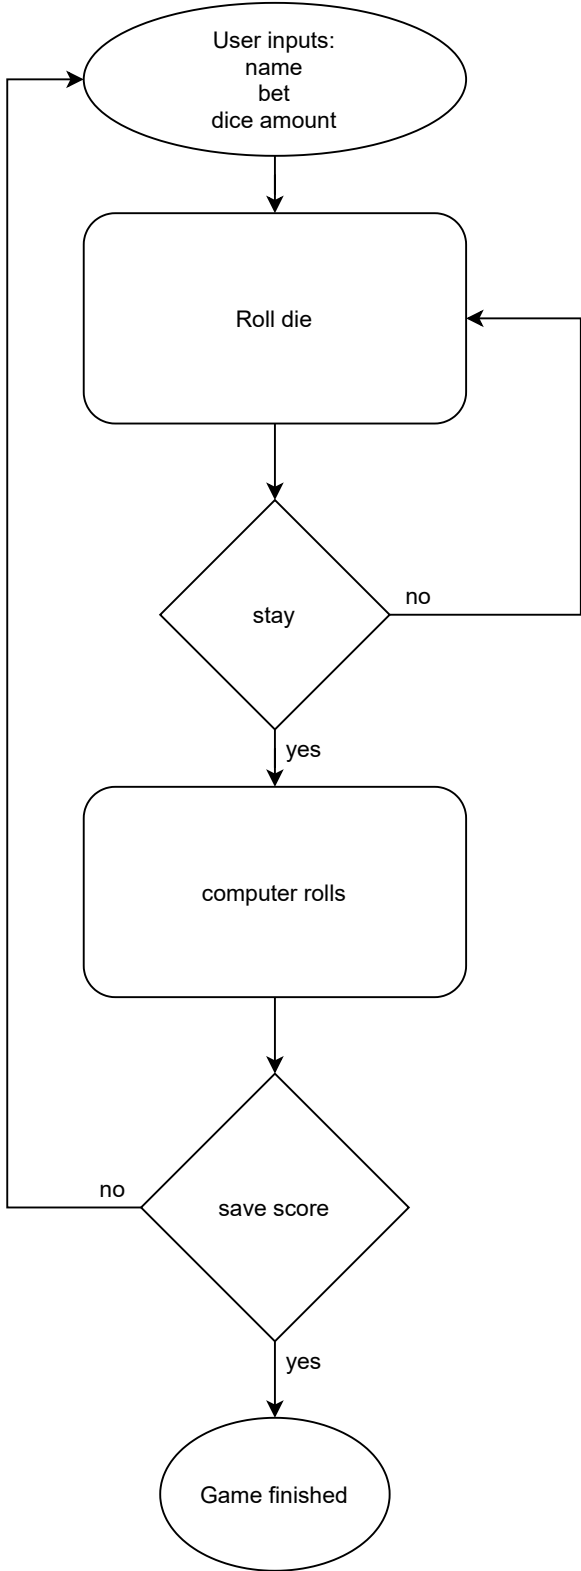 User inputs:
name
bet
dice amount
Roll die
stay
no
yes
computer rolls
save score
no
yes
Game finished